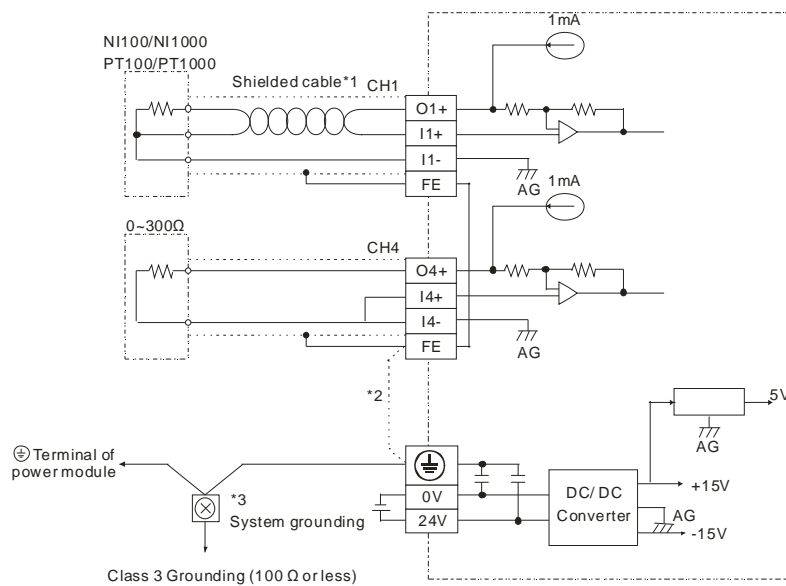 1mA
NI100/NI1000
PT100/PT1000
Shielded cable*1
CH1
O1+
I1+
I1-
FE
AG
1mA
0~300Ω
CH4
O4+
I4+
I4-
FE
AG
*2
5V
AG
Terminal of
power module
*3
System grounding
0V
24V
DC/DC
Converter
+15V
AG
-15V
Class 3 Grounding (100 Ω or less)